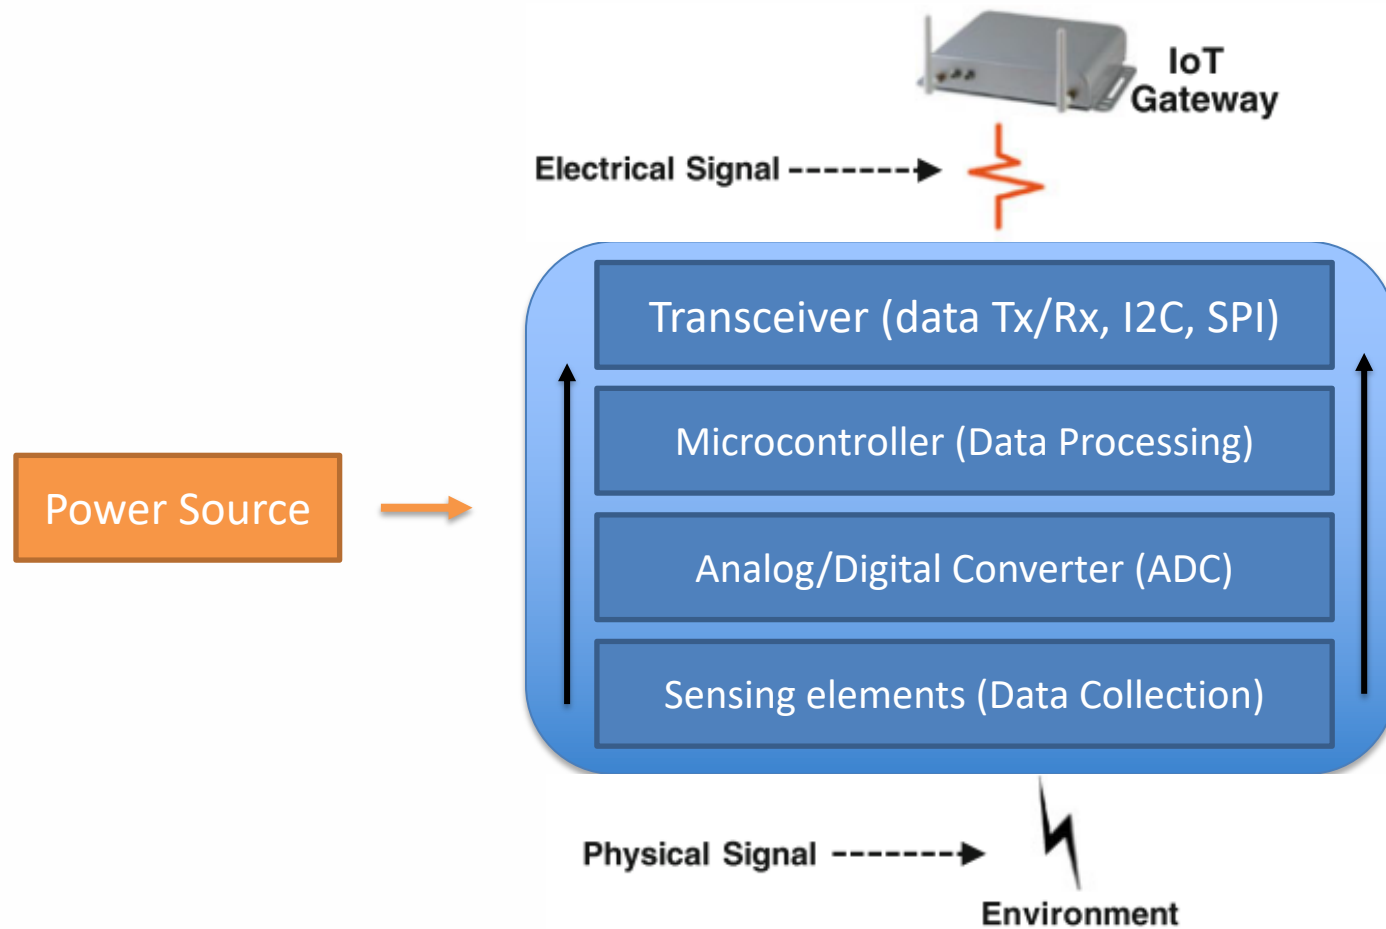 IoT
Gateway
Electrical Signal
Transceiver (data Tx/Rx, I2C, SPI)
Microcontroller (Data Processing)
Power Source
Analog/Digital Converter (ADC)
Sensing elements (Data Collection)
Physical Signal
Environment